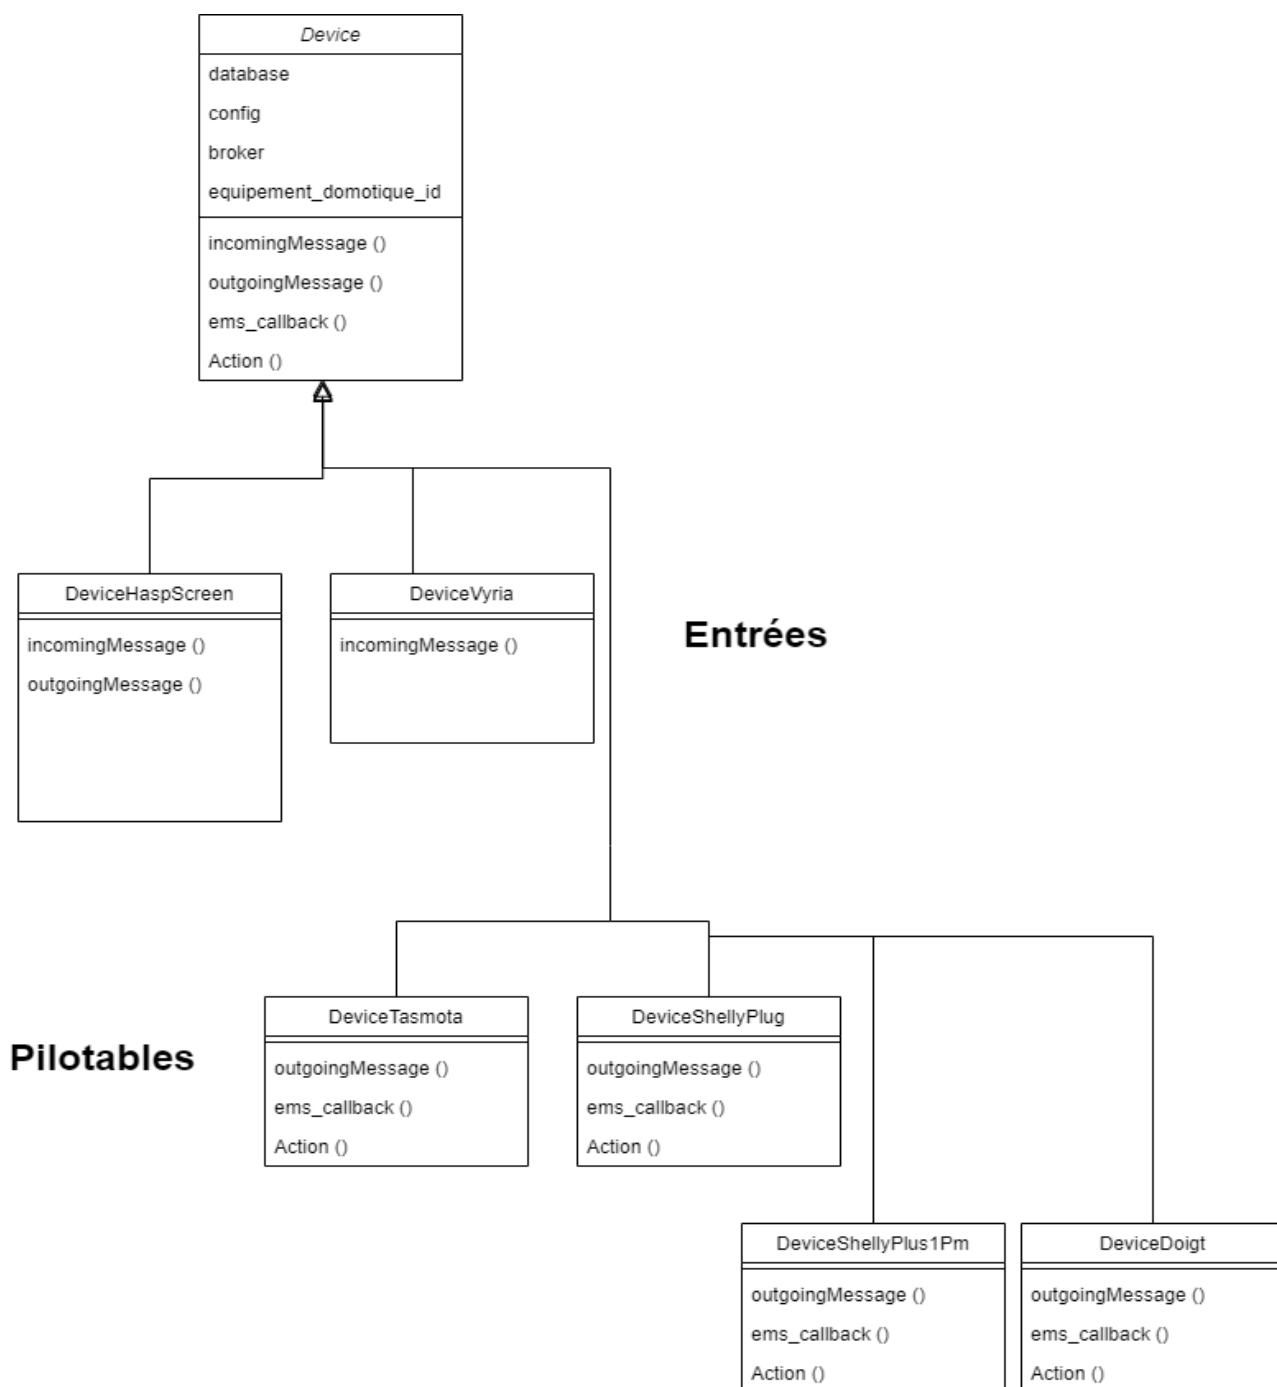 Device
database
config
broker
equipement_domotique_id
incomingMessage ()
outgoingMessage ()
ems_callback ()
Action ()
DeviceHaspScreen
incomingMessage ()
outgoingMessage ()
DeviceVyria
incomingMessage ()
Entrées
Pilotables
DeviceTasmota
outgoingMessage ()
ems_callback ()
Action ()
DeviceShellyPlug
outgoingMessage ()
ems_callback ()
Action ()
DeviceShellyPlus1Pm
outgoingMessage ()
ems_callback ()
Action ()
DeviceDoigt
outgoingMessage ()
ems_callback ()
Action ()